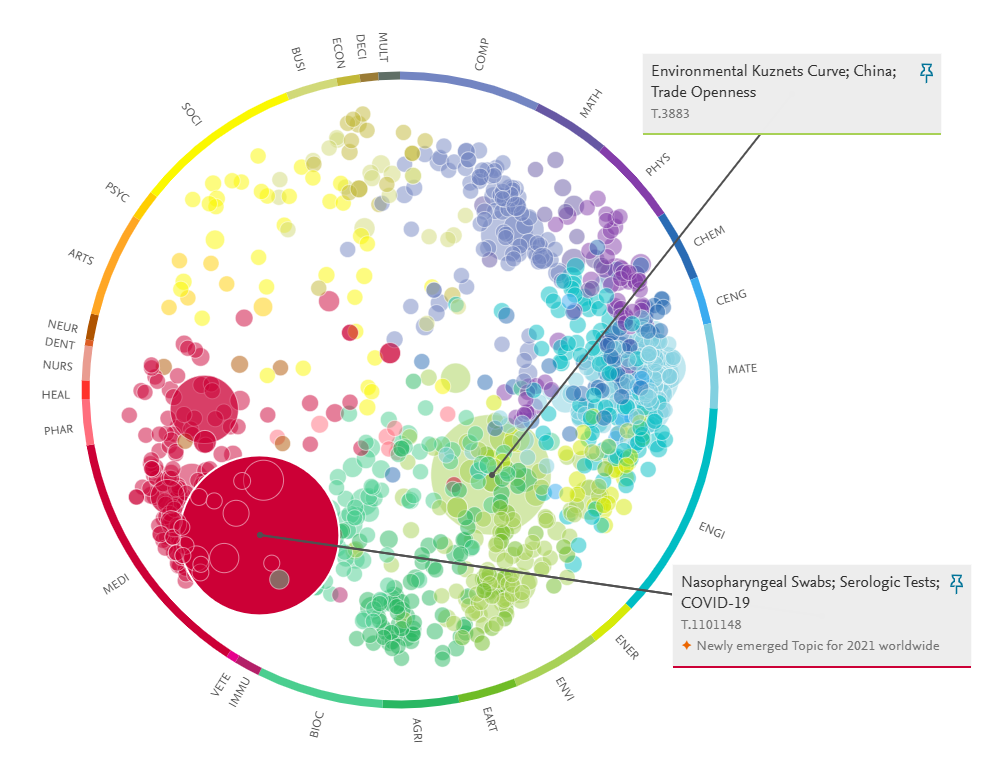 MULT
DECI
ECON
BUSI
COMP
SOCI
MATH
PSYC
PHYS
ARTS
CHEM
NEUR
CENG
DENT
NURS
MATE
HEAL
PHAR
ENGI
MEDI
ENER
VETE
IMMU
ENVI
BIOC
AGRI
EART
Environmental Kuznets Curve; China;
Trade Openness
T.3883
Nasopharyngeal Swabs; Serologic Tests;
COVID-19
T.1101148
Newly emerged Topic for 2021 worldwide